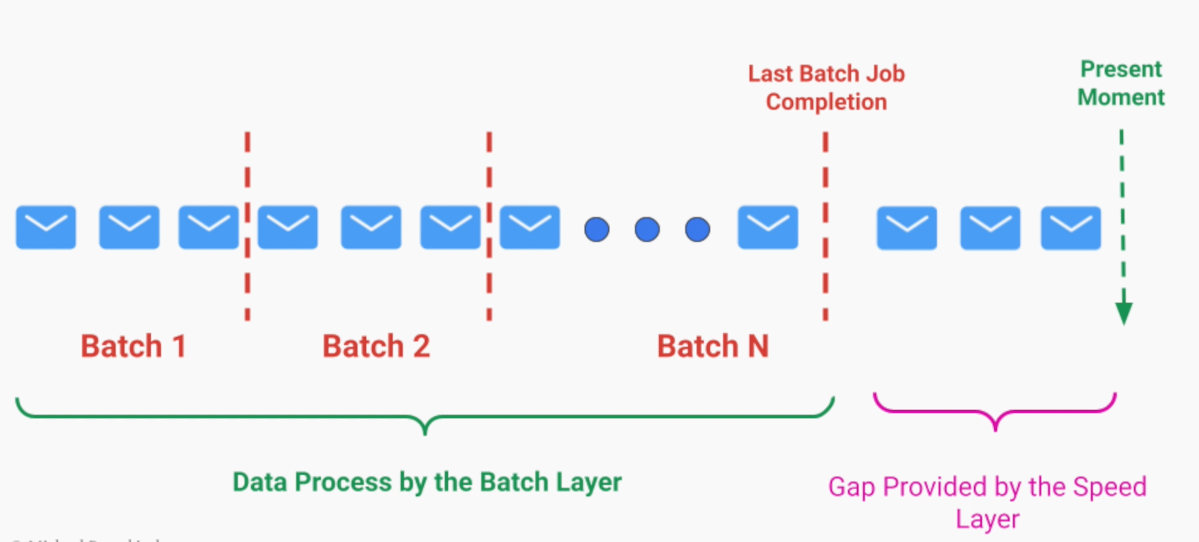 Last Batch Job
Completion
Present
Moment
Batch 1
Batch 2
Batch N
Data Process by the Batch Layer
Gap Provided by the Speed
Layer